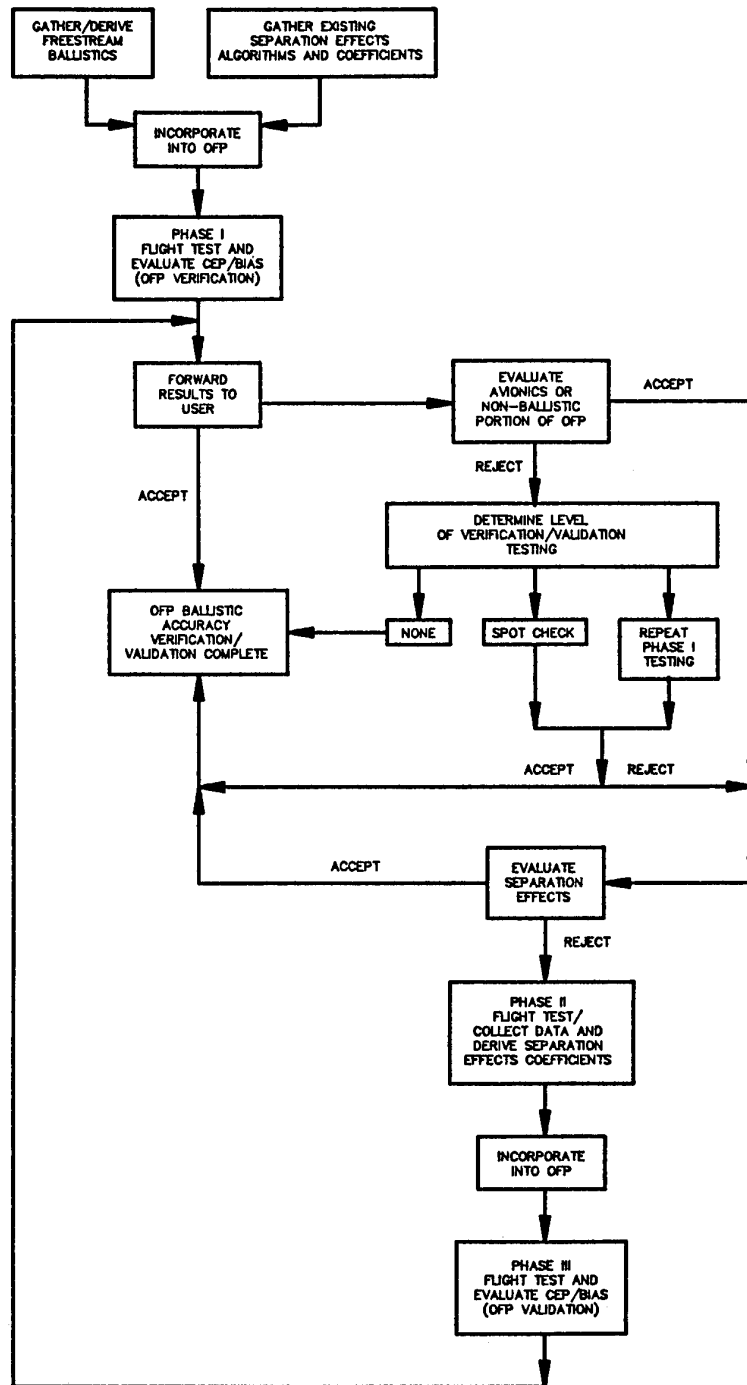 GATHER/DERIVE
FREESTREAM
BALLISTICS
GATHER EXISTING
SEPARATION EFFECTS
ALGORITHMS AND COEFFICIENTS
INCORPORATE
INTO OFP
PHASE I
FLIGHT TEST AND
EVALUATE CEP/BIAS
(OFP VERIFICATION)
FORWARD
RESULTS TO
USER
EVALUATE
AVIONICS OR
NON-BALLISTIC
PORTION OF OFP
ACCEPT
REJECT
ACCEPT
DETERMINE LEVEL
OF VERIFICATION/VALIDATION
TESTING
OFP BALLISTIC
ACCURACY
VERIFICATION/
VALIDATION COMPLETE
NONE
SPOT CHECK
REPEAT
PHASE I
TESTING
ACCEPT
REJECT
ACCEPT
EVALUATE
SEPARATION
EFFECTS
REJECT
PHASE II
FLIGHT TEST/
COLLECT DATA AND
DERIVE SEPARATION
EFFECTS COEFFICIENTS
INCORPORATE
INTO OFP
PHASE III
FLIGHT TEST AND
EVALUATE CEP/BIAS
(OFP VALIDATION)